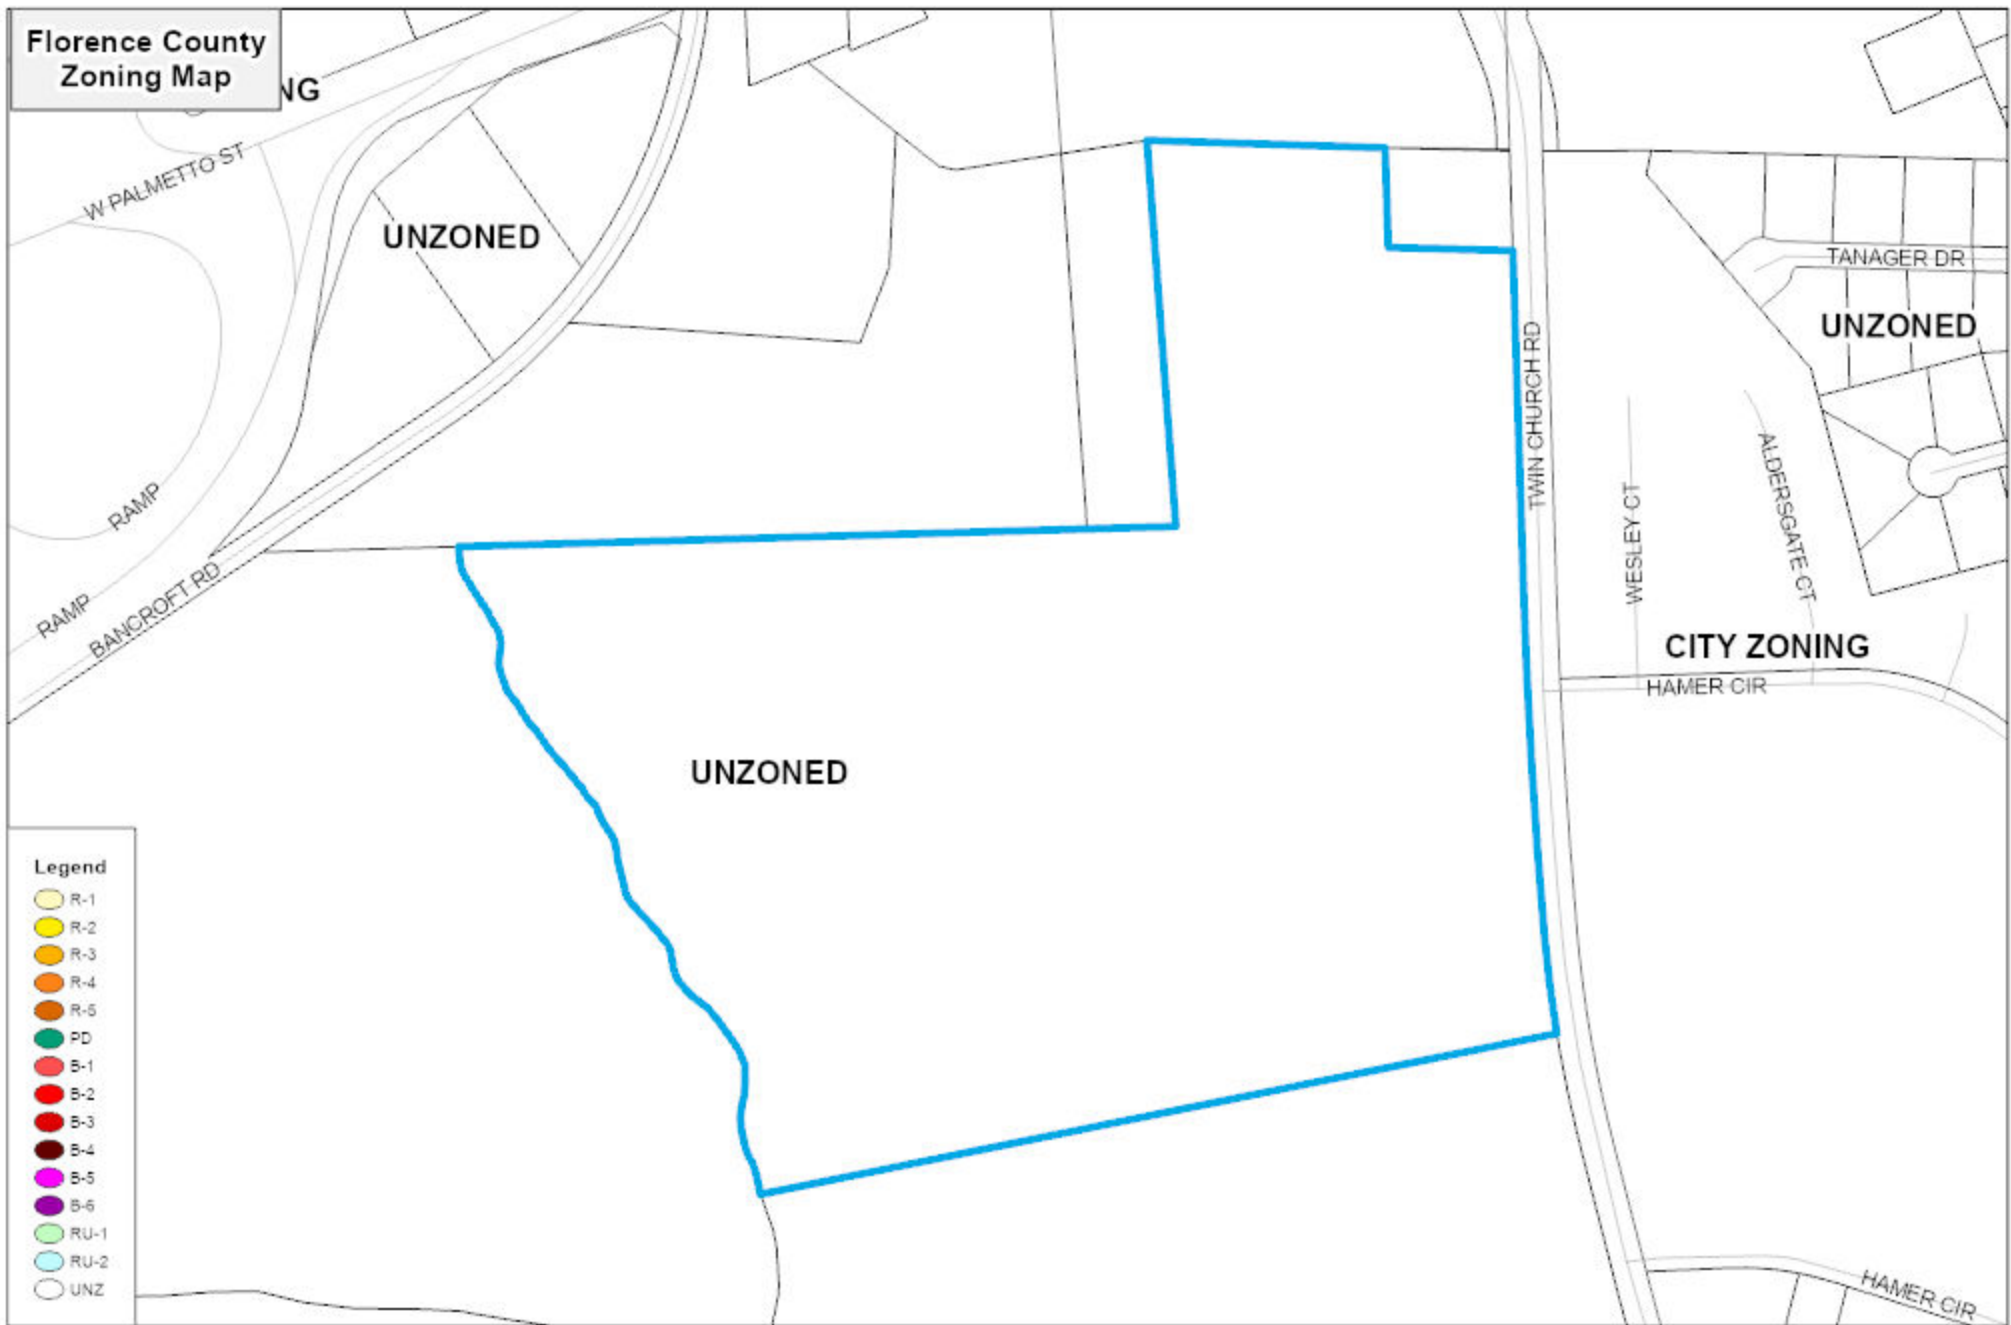 Florence County
Zoning Map
NG
W PALMETTO ST
UNZONED
TANAGER DR
UNZONED
TWIN CHURCH RD
WESLEY CT
ALDERSGATE CT
RAMP
RAMP
BANCROFT RD
CITY ZONING
HAMER CIR
UNZONED
Legend
R-1
R-2
R-3
R-4
R-5
PD
B-1
B-2
B-3
B-4
B-5
B-6
RU-1
RU-2
UNZ
HAMER CIR